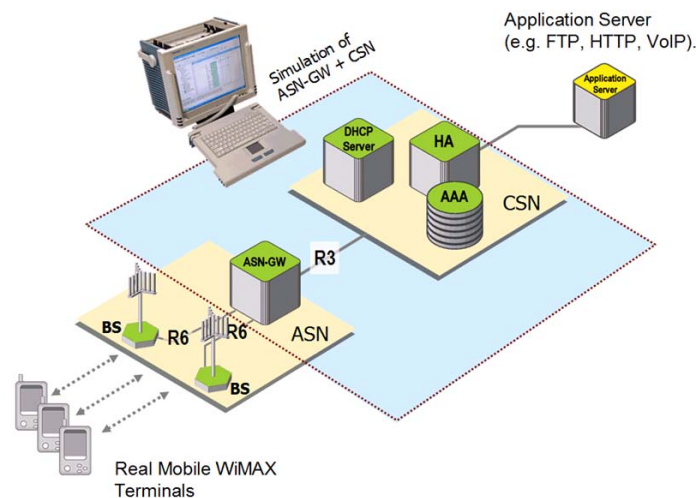 Application Server
(e.g. FTP, HTTP, VoIP).
Simulation of
ASN-GW + CSN
Application
Server
DHCP
Server
HA
AAA
CSN
ASN-GW
R3
BS
R6
R6
ASN
BS
Real Mobile WiMAX
Terminals